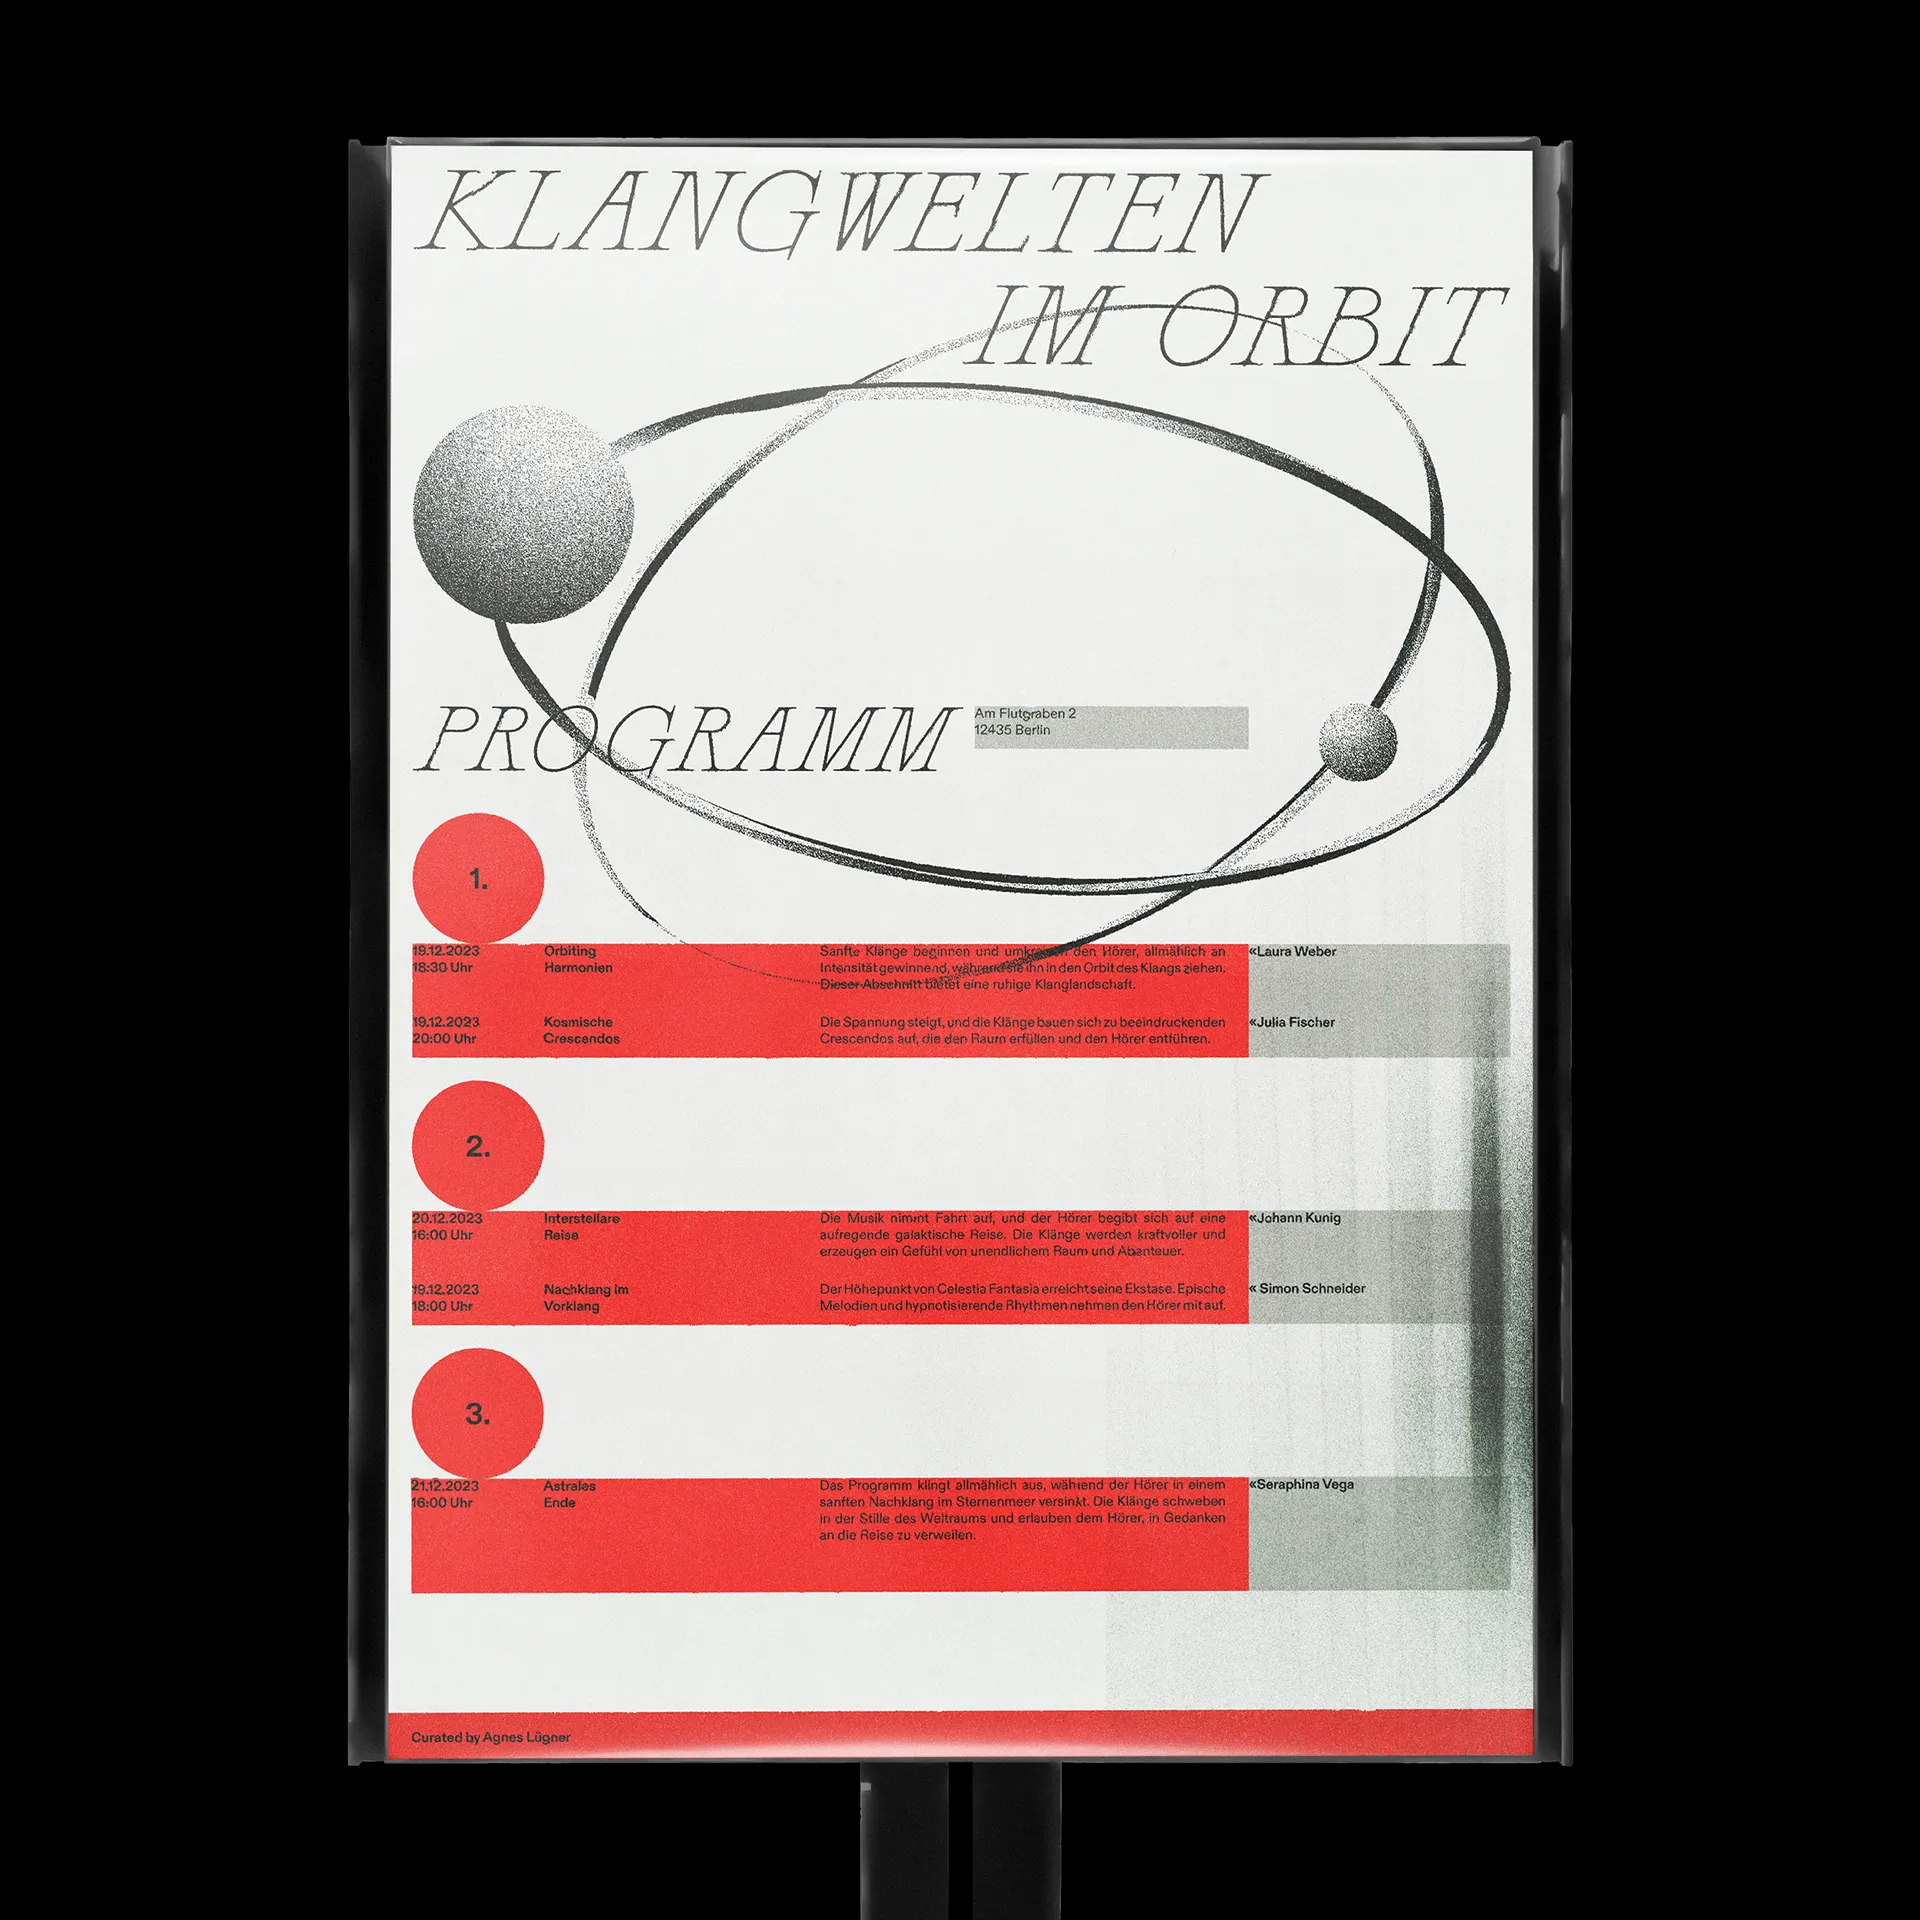 KLANGWELTEN
IM ORBIT
PROGRAMM
Am Flutgraben 2
12435 Berlin
1.
19.12.2023
18:30 Uhr
Orbiting
Harmonien
Sanfte Klänge beginnen und umkreisen den Hörer, allmählich an
Intensität gewinnend, während sie ihn in den Orbit des Klangs ziehen.
Dieser Abschnitt bietet eine ruhige Klanglandschaft.
«Laura Weber
19.12.2023
20:00 Uhr
Kosmische
Crescendos
Die Spannung steigt, und die Klänge bauen sich zu beeindruckenden
Crescendos auf, die den Raum erfüllen und den Hörer entführen.
«Julia Fischer
2.
20.12.2023
16:00 Uhr
Interstellare
Reise
Die Musik nimmt Fahrt auf, und der Hörer begibt sich auf eine
aufregende galaktische Reise. Die Klänge werden kraftvoller und
erzeugen ein Gefühl von unendlichem Raum und Abenteuer.
«Johann Kunig
19.12.2023
18:00 Uhr
Nachklang im
Vorklang
Der Höhepunkt von Celestia Fantasia erreicht seine Ekstase. Epische
Melodien und hypnotisierende Rhythmen nehmen den Hörer mit auf.
« Simon Schneider
3.
21.12.2023
16:00 Uhr
Astrales
Ende
Das Programm klingt allmählich aus, während der Hörer in einem
sanften Nachklang im Sternenmeer versinkt. Die Klänge schweben
in der Stille des Weltraums und erlauben dem Hörer, in Gedanken
an die Reise zu verweilen.
«Seraphina Vega
Curated by Agnes Lügner